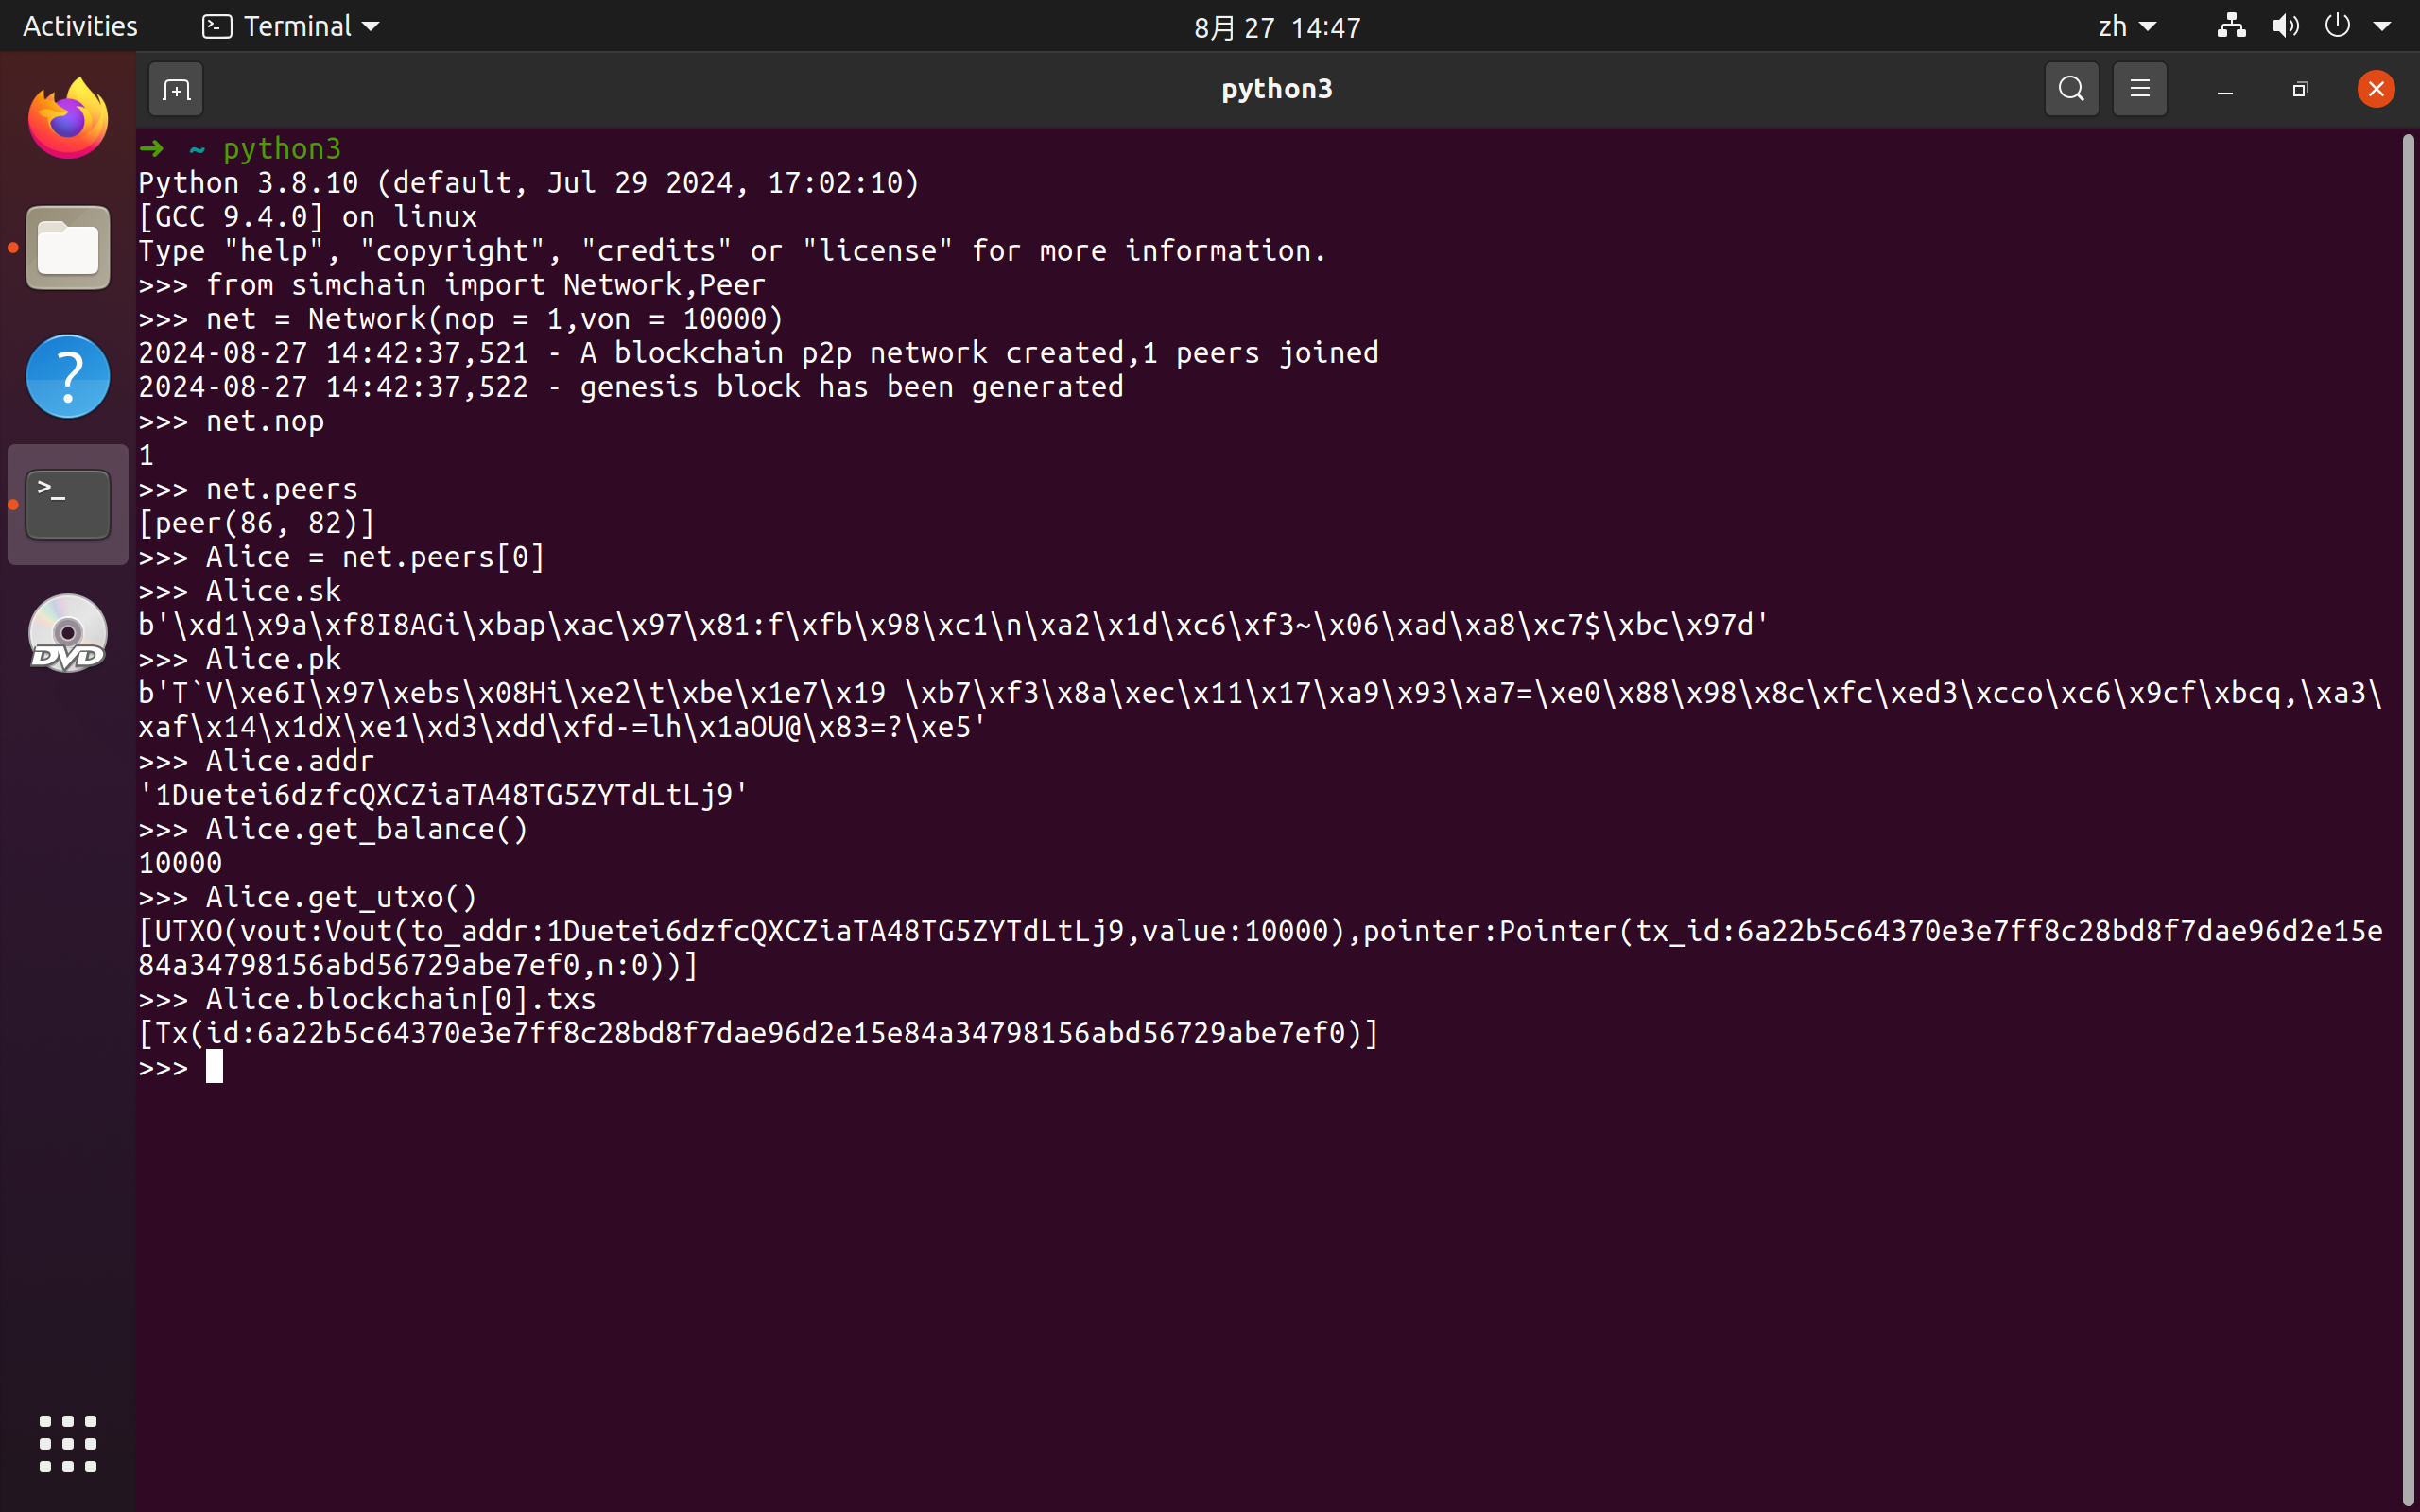 Activities
Terminal
8月 27 14:47
zh
python3
➜ ~ python3
Python 3.8.10 (default, Jul 29 2024, 17:02:10)
[GCC 9.4.0] on linux
Type "help", "copyright", "credits" or "license" for more information.
>>> from simchain import Network,Peer
>>> net = Network(nop = 1,von = 10000)
2024-08-27 14:42:37,521 - A blockchain p2p network created,1 peers joined
2024-08-27 14:42:37,522 - genesis block has been generated
>>> net.nop
1
>>> net.peers
[peer(86, 82)]
>>> Alice = net.peers[0]
>>> Alice.sk
b'\xd1\x9a\xf8I8AGi\xbap\xac\x97\x81:f\xfb\x98\xc1\n\xa2\x1d\xc6\xf3~\x06\xad\xa8\xc7$\xbc\x97d'
>>> Alice.pk
b'T`V\xe6I\x97\xebs\x08Hi\xe2\t\xbe\x1e7\x19 \xb7\xf3\x8a\xec\x11\x17\xa9\x93\xa7=\xe0\x88\x98\x8c\xfc\xed3\xcco\xc6\x9cf\xbcq,\xa3\
xaf\x14\x1dX\xe1\xd3\xdd\xfd-=lh\x1aOU@\x83=?\xe5'
>>> Alice.addr
'1Duetei6dzfcQXCZiaTA48TG5ZYTdLtLj9'
>>> Alice.get_balance()
10000
>>> Alice.get_utxo()
[UTXO(vout:Vout(to_addr:1Duetei6dzfcQXCZiaTA48TG5ZYTdLtLj9,value:10000),pointer:Pointer(tx_id:6a22b5c64370e3e7ff8c28bd8f7dae96d2e15e
84a34798156abd56729abe7ef0,n:0))]
>>> Alice.blockchain[0].txs
[Tx(id:6a22b5c64370e3e7ff8c28bd8f7dae96d2e15e84a34798156abd56729abe7ef0)]
>>>
>_
DVD